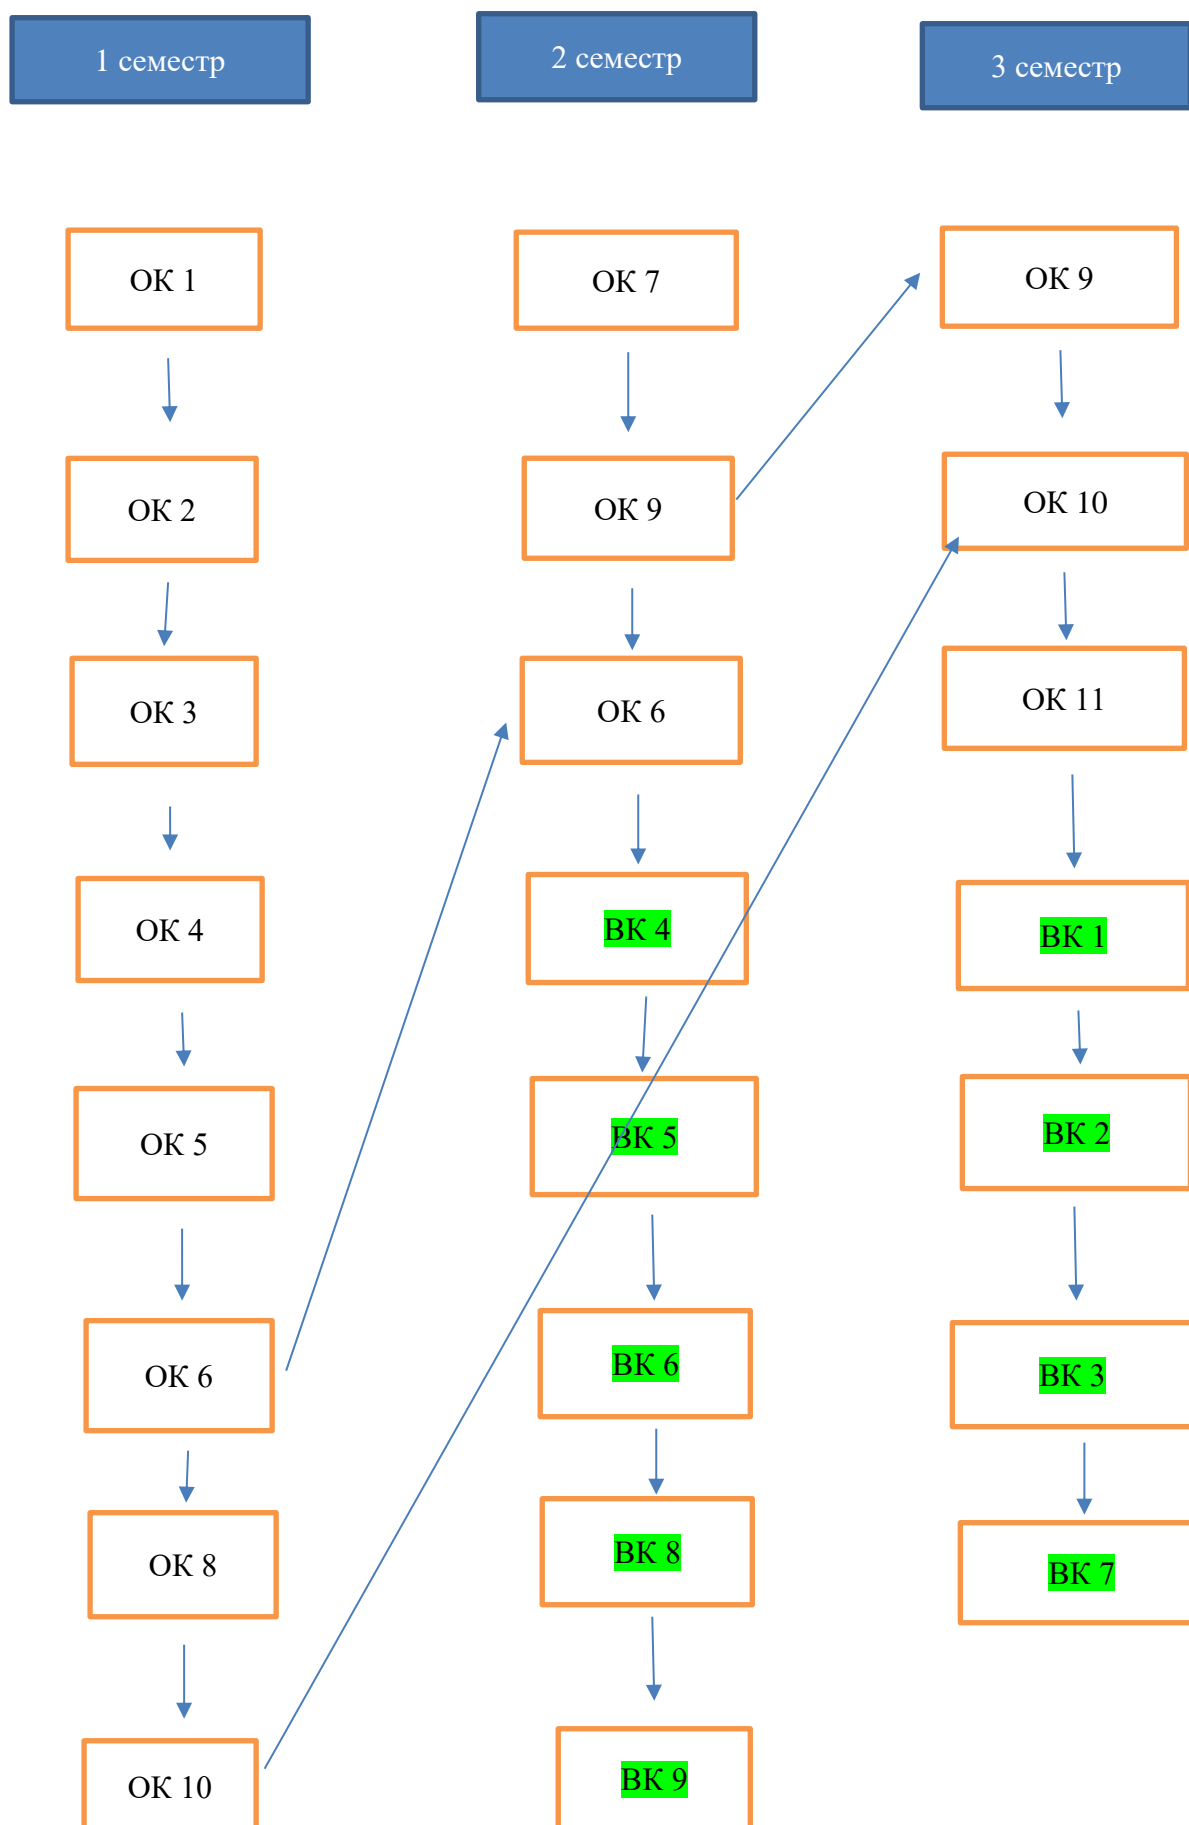 1 семестр
2 семестр
3 семестр
ОК 1
ОК 2
ОК 3
ОК 4
ОК 5
ОК 6
ОК 8
ОК 10
ОК 7
ОК 9
ОК 6
ВК 4
ВК 5
ВК 6
ВК 8
ВК 9
ОК 9
ОК 10
ОК 11
ВК 1
ВК 2
ВК 3
ВК 7